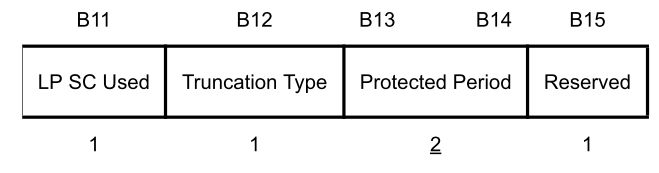 B11 B12 B13 B14 B15
LP SC Used Truncation Type Protected Period Reserved
1 1 2 1